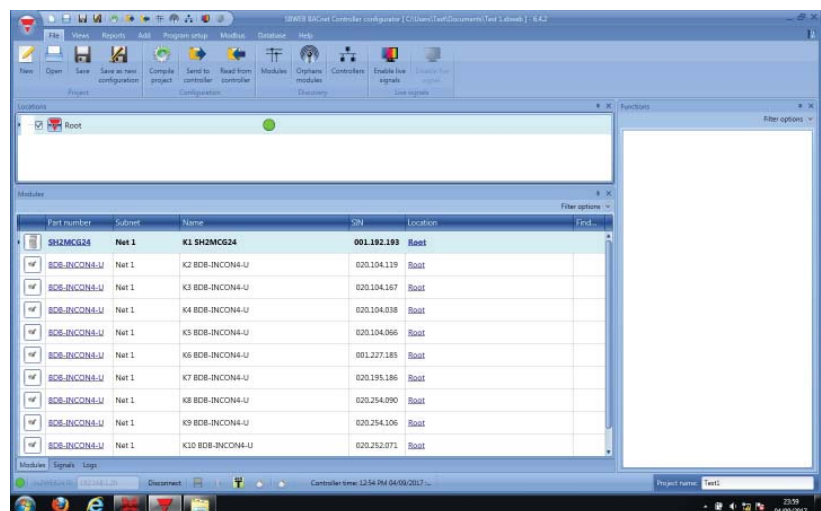 SBWEB BACnet Controller configurator [ C:\Users\Test\Documents\Test 1.sbweb ] - 6.4.2
File Views Reports Add Program setup Modbus Database Help
New Open Save Save as new configuration Compile project Send to controller Read from controller Modules Orphans modules Controllers Enable live signals
Project Configuration Discovery Live signals
Locations
Functions
Filter options
Root
Modules
Filter options
Part number Subnet Name SIN Location Find...
SH2MCG24 Net 1 K1 SH2MCG24 001.192.193 Root
BDB-INCON4-U Net 1 K2 BDB-INCON4-U 020.104.119 Root
BDB-INCON4-U Net 1 K3 BDB-INCON4-U 020.104.167 Root
BDB-INCON4-U Net 1 K4 BDB-INCON4-U 020.104.038 Root
BDB-INCON4-U Net 1 K5 BDB-INCON4-U 020.104.066 Root
BDB-INCON4-U Net 1 K6 BDB-INCON4-U 001.227.185 Root
BDB-INCON4-U Net 1 K7 BDB-INCON4-U 020.195.186 Root
BDB-INCON4-U Net 1 K8 BDB-INCON4-U 020.254.090 Root
BDB-INCON4-U Net 1 K9 BDB-INCON4-U 020.254.106 Root
BDB-INCON4-U Net 1 K10 BDB-INCON4-U 020.252.071 Root
Modules Signals Logs
Disconnect Controller time: 12:54 PM 04/09/2017 Project name: Test1
23:59
04/09/2017